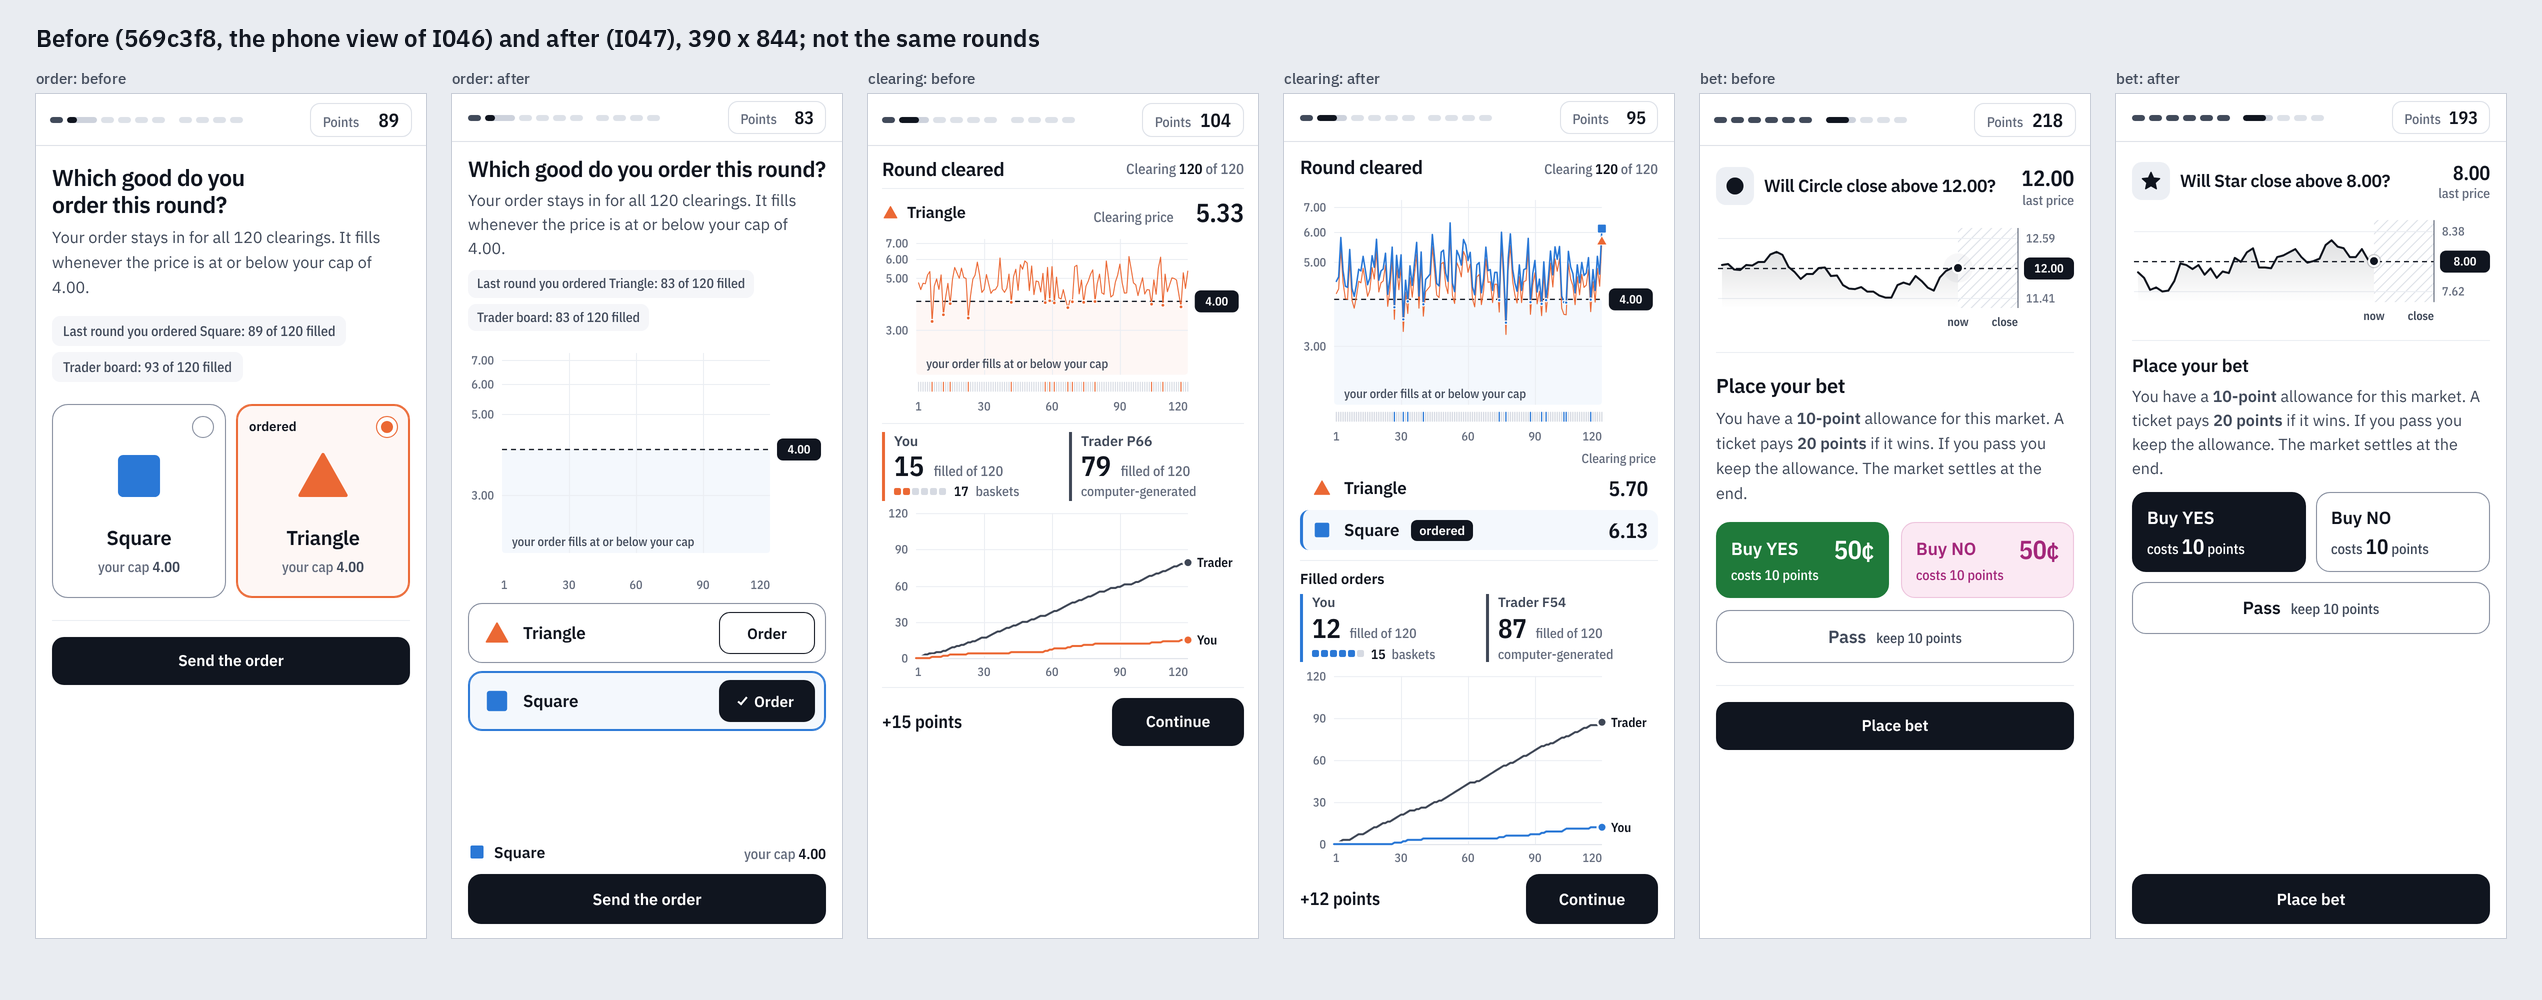 Before (569c3f8, the phone view of I046) and after (I047), 390 x 844; not the same rounds
order: before
Points 89
Which good do you
order this round?
Your order stays in for all 120 clearings. It fills
whenever the price is at or below your cap of
4.00.
Last round you ordered Square: 89 of 120 filled
Trader board: 93 of 120 filled
ordered
Square
your cap 4.00
Triangle
your cap 4.00
Send the order
order: after
Points 83
Which good do you order this round?
Your order stays in for all 120 clearings. It fills
whenever the price is at or below your cap of
4.00.
Last round you ordered Triangle: 83 of 120 filled
Trader board: 83 of 120 filled
7.00
6.00
5.00
4.00
3.00
your order fills at or below your cap
1 30 60 90 120
Triangle Order
Square ✓ Order
Square your cap 4.00
Send the order
clearing: before
Points 104
Round cleared Clearing 120 of 120
Triangle Clearing price 5.33
7.00
6.00
5.00
4.00
3.00
your order fills at or below your cap
1 30 60 90 120
You
15 filled of 120
17 baskets
Trader P66
79 filled of 120
computer-generated
120
90
Trader
60
30
You
0
1 30 60 90 120
+15 points Continue
clearing: after
Points 95
Round cleared Clearing 120 of 120
7.00
6.00
5.00
4.00
3.00
your order fills at or below your cap
1 30 60 90 120
Clearing price
Triangle 5.70
Square ordered 6.13
Filled orders
You
12 filled of 120
15 baskets
Trader F54
87 filled of 120
computer-generated
120
90
Trader
60
30
You
0
1 30 60 90 120
+12 points Continue
bet: before
Points 218
Will Circle close above 12.00? 12.00
last price
12.59
12.00
11.41
now close
Place your bet
You have a 10-point allowance for this market. A
ticket pays 20 points if it wins. If you pass you
keep the allowance. The market settles at the
end.
Buy YES 50¢
costs 10 points
Buy NO 50¢
costs 10 points
Pass keep 10 points
Place bet
bet: after
Points 193
Will Star close above 8.00? 8.00
last price
8.38
8.00
7.62
now close
Place your bet
You have a 10-point allowance for this market. A
ticket pays 20 points if it wins. If you pass you
keep the allowance. The market settles at the
end.
Buy YES
costs 10 points
Buy NO
costs 10 points
Pass keep 10 points
Place bet